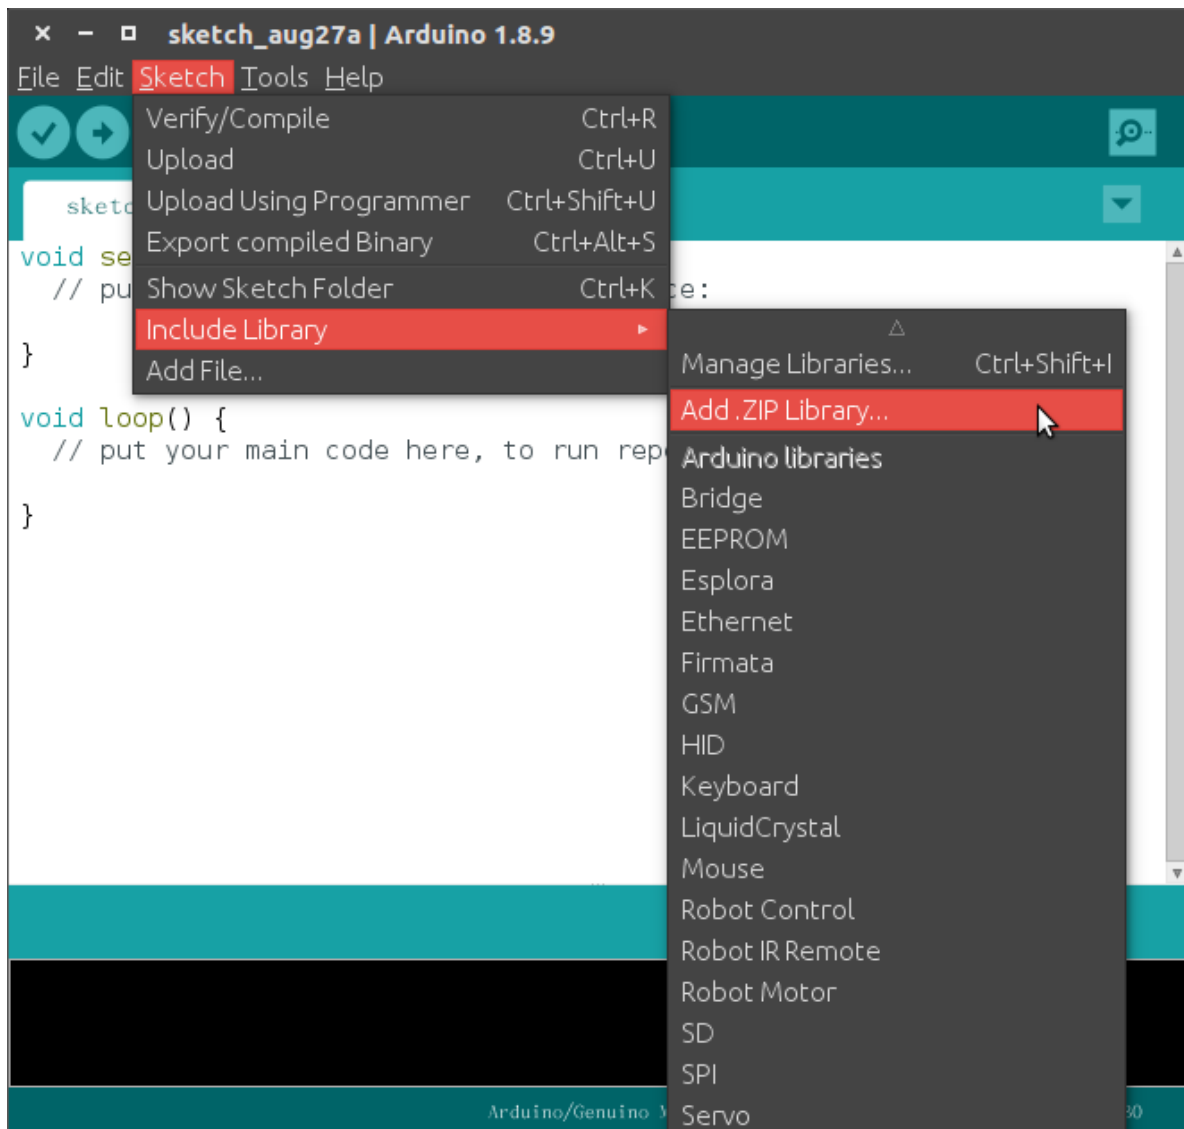 sketch_aug27a | Arduino 1.8.9
File Edit Sketch Tools Help
Verify/Compile Ctrl+R
Upload Ctrl+U
Upload Using Programmer Ctrl+Shift+U
Export compiled Binary Ctrl+Alt+S
Show Sketch Folder Ctrl+K
Include Library
Add File...
void
//
}
void loop() {
// put your main code here, to run
}
Manage Libraries... Ctrl+Shift+I
Add .ZIP Library...
Arduino libraries
Bridge
EEPROM
Esplora
Ethernet
Firmata
GSM
HID
Keyboard
LiquidCrystal
Mouse
Robot Control
Robot IR Remote
Robot Motor
SD
SPI
Servo
Arduino/Genuino